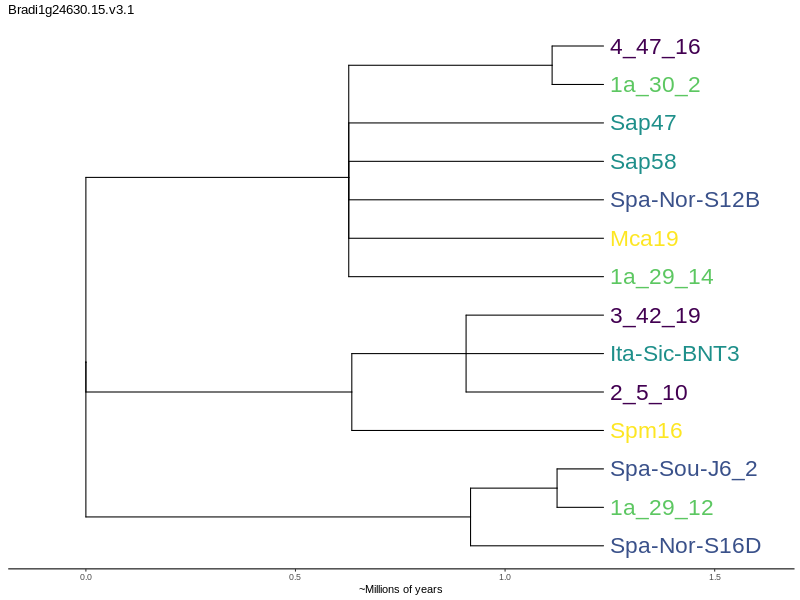 Bradi1g24630.15.v3.1
4_47_16
1a_30_2
Sap47
Sap58
Spa-Nor-S12B
Mca19
1a_29_14
3_42_19
Ita-Sic-BNT3
2_5_10
Spm16
Spa-Sou-J6_2
1a_29_12
Spa-Nor-S16D
0.0 0.5 1.0 1.5
~Millions of years